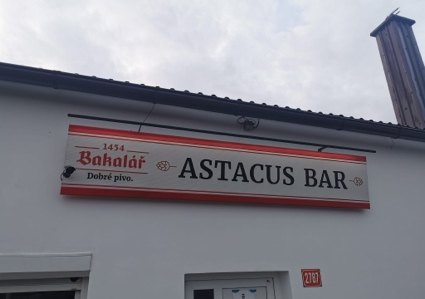 1454
Bakalář
Dobré pivo.
ASTACUS BAR
2787